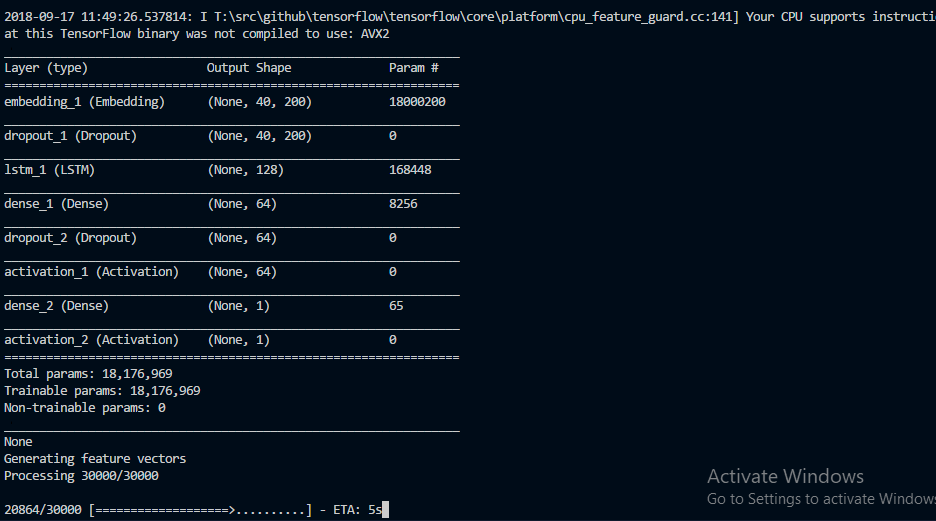 2018-09-17 11:49:26.537814: I T:\src\github\tensorflow\tensorflow\core\platform\cpu_feature_guard.cc:141] Your CPU supports instructi
at this TensorFlow binary was not compiled to use: AVX2
_________________________________________________________________
Layer (type)                 Output Shape              Param #
=================================================================
embedding_1 (Embedding)      (None, 40, 200)           18000200
_________________________________________________________________
dropout_1 (Dropout)          (None, 40, 200)           0
_________________________________________________________________
lstm_1 (LSTM)                (None, 128)               168448
_________________________________________________________________
dense_1 (Dense)              (None, 64)                8256
_________________________________________________________________
dropout_2 (Dropout)          (None, 64)                0
_________________________________________________________________
activation_1 (Activation)    (None, 64)                0
_________________________________________________________________
dense_2 (Dense)              (None, 1)                 65
_________________________________________________________________
activation_2 (Activation)    (None, 1)                 0
=================================================================
Total params: 18,176,969
Trainable params: 18,176,969
Non-trainable params: 0
_________________________________________________________________
None
Generating feature vectors
Processing 30000/30000
20864/30000 [===================>..........] - ETA: 5s
Activate Windows
Go to Settings to activate Windows